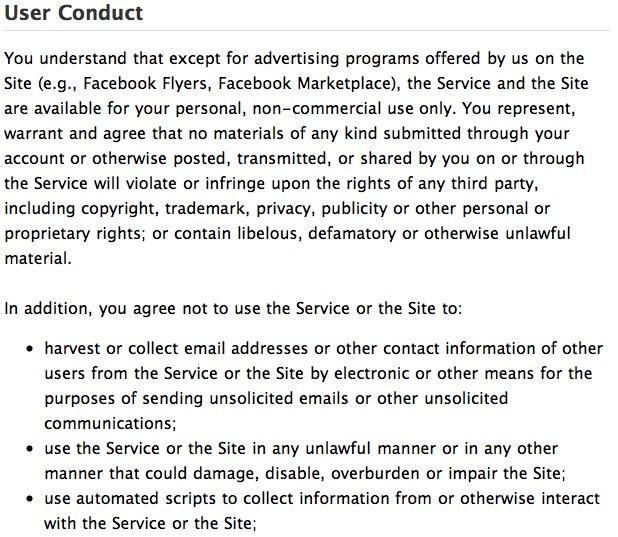 User Conduct
You understand that except for advertising programs offered by us on the
Site (e.g., Facebook Flyers, Facebook Marketplace), the Service and the Site
are available for your personal, non-commercial use only. You represent,
warrant and agree that no materials of any kind submitted through your
account or otherwise posted, transmitted, or shared by you on or through
the Service will violate or infringe upon the rights of any third party,
including copyright, trademark, privacy, publicity or other personal or
proprietary rights; or contain libelous, defamatory or otherwise unlawful
material.
In addition, you agree not to use the Service or the Site to:
• harvest or collect email addresses or other contact information of other
users from the Service or the Site by electronic or other means for the
purposes of sending unsolicited emails or other unsolicited
communications;
• use the Service or the Site in any unlawful manner or in any other
manner that could damage, disable, overburden or impair the Site;
• use automated scripts to collect information from or otherwise interact
with the Service or the Site;